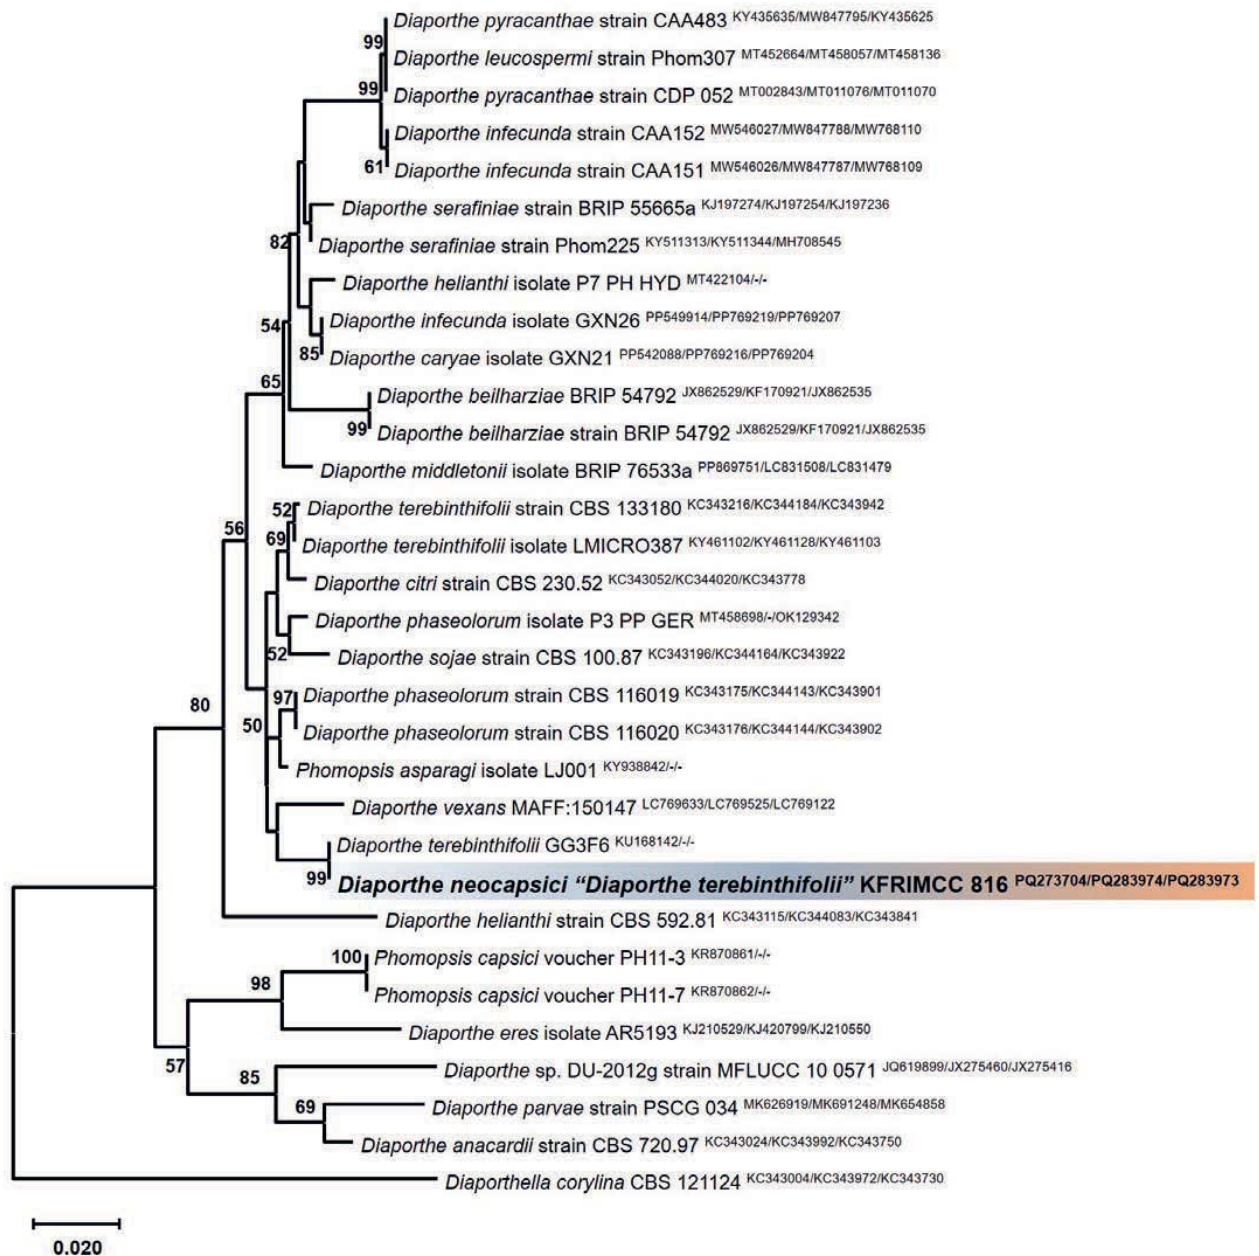 Diaporthe pyracanthae strain CAA483 KY435635/MW847795/KY435625
99
Diaporthe leucospermi strain Phom307 MT452664/MT458057/MT458136
99
Diaporthe pyracanthae strain CDP 052 MT002843/MT011076/MT011070
Diaporthe infecunda strain CAA152 MW546027/MW847788/MW768110
61
Diaporthe infecunda strain CAA151 MW546026/MW847787/MW768109
Diaporthe serafiniae strain BRIP 55665a KJ197274/KJ197254/KJ197236
82
Diaporthe serafiniae strain Phom225 KY511313/KY511344/MH708545
Diaporthe helianthi isolate P7 PH HYD MT422104/-/-
Diaporthe infecunda isolate GXN26 PP549914/PP769219/PP769207
54
85
Diaporthe caryae isolate GXN21 PP542088/PP769216/PP769204
65
Diaporthe beilharziae BRIP 54792 JX862529/KF170921/JX862535
99
Diaporthe beilharziae strain BRIP 54792 JX862529/KF170921/JX862535
Diaporthe middletonii isolate BRIP 76533a PP869751/LC831508/LC831479
52
Diaporthe terebinthifolii strain CBS 133180 KC343216/KC344184/KC343942
56
69
Diaporthe terebinthifolii isolate LMICRO387 KY461102/KY461128/KY461103
Diaporthe citri strain CBS 230.52 KC343052/KC344020/KC343778
Diaporthe phaseolorum isolate P3 PP GER MT458698/-/OK129342
52
Diaporthe sojae strain CBS 100.87 KC343196/KC344164/KC343922
97
Diaporthe phaseolorum strain CBS 116019 KC343175/KC344143/KC343901
80
50
Diaporthe phaseolorum strain CBS 116020 KC343176/KC344144/KC343902
Phomopsis asparagi isolate LJ001 KY938842/-/-
Diaporthe vexans MAFF:150147 LC769633/LC769525/LC769122
Diaporthe terebinthifolii GG3F6 KU168142/-/-
99
Diaporthe neocapsici “Diaporthe terebinthifolii” KFRIMCC 816 PQ273704/PQ283974/PQ283973
Diaporthe helianthi strain CBS 592.81 KC343115/KC344083/KC343841
100
Phomopsis capsici voucher PH11-3 KR870861/-/-
98
Phomopsis capsici voucher PH11-7 KR870862/-/-
Diaporthe eres isolate AR5193 KJ210529/KJ420799/KJ210550
57
85
Diaporthe sp. DU-2012g strain MFLUCC 10 0571 JQ619899/JX275460/JX275416
69
Diaporthe parvae strain PSCG 034 MK626919/MK691248/MK654858
Diaporthe anacardii strain CBS 720.97 KC343024/KC343992/KC343750
Diaporthella corylina CBS 121124 KC343004/KC343972/KC343730
0.020